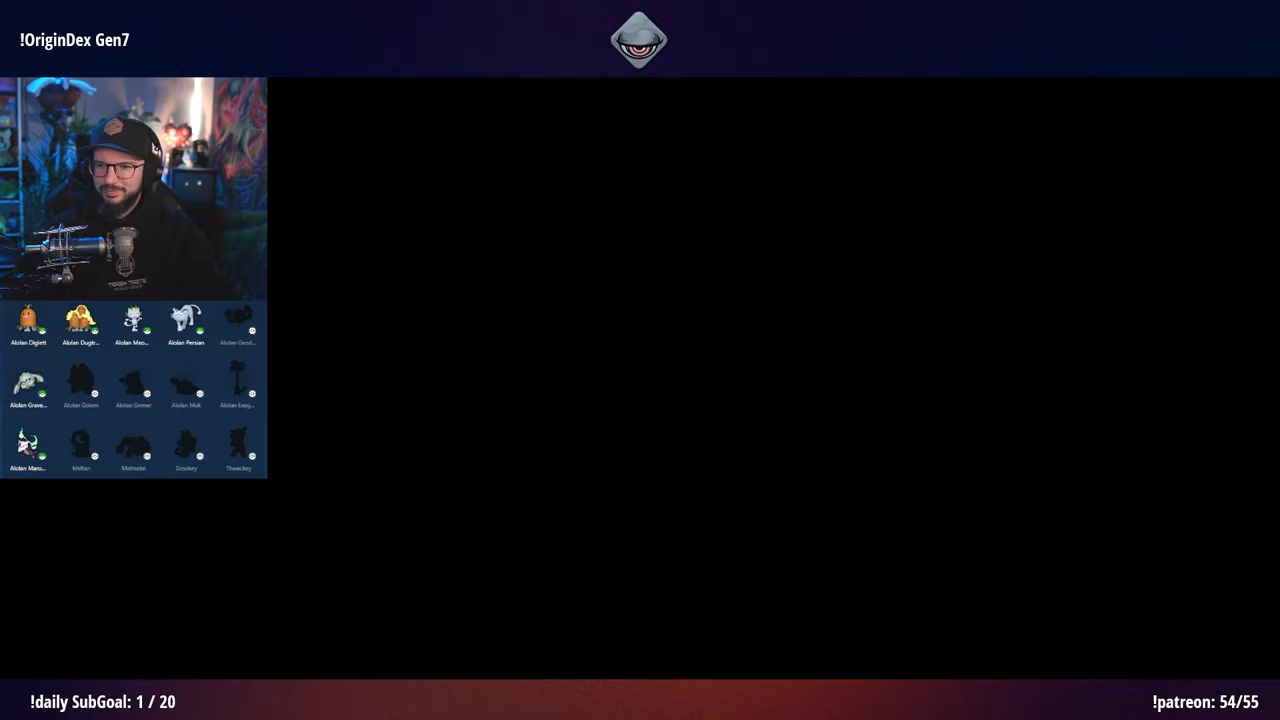 !OriginDex Gen7
Alolan Diglett Alolan Dugtr... Alolan Meo... Alolan Persian Alolan Geod...
Alolan Grave... Alolan Golem Alolan Grimer Alolan Muk Alolan Exeg...
Alolan Maro... Meltan Melmetal Grookey Thwackey
!daily SubGoal: 1 / 20
!patreon: 54/55